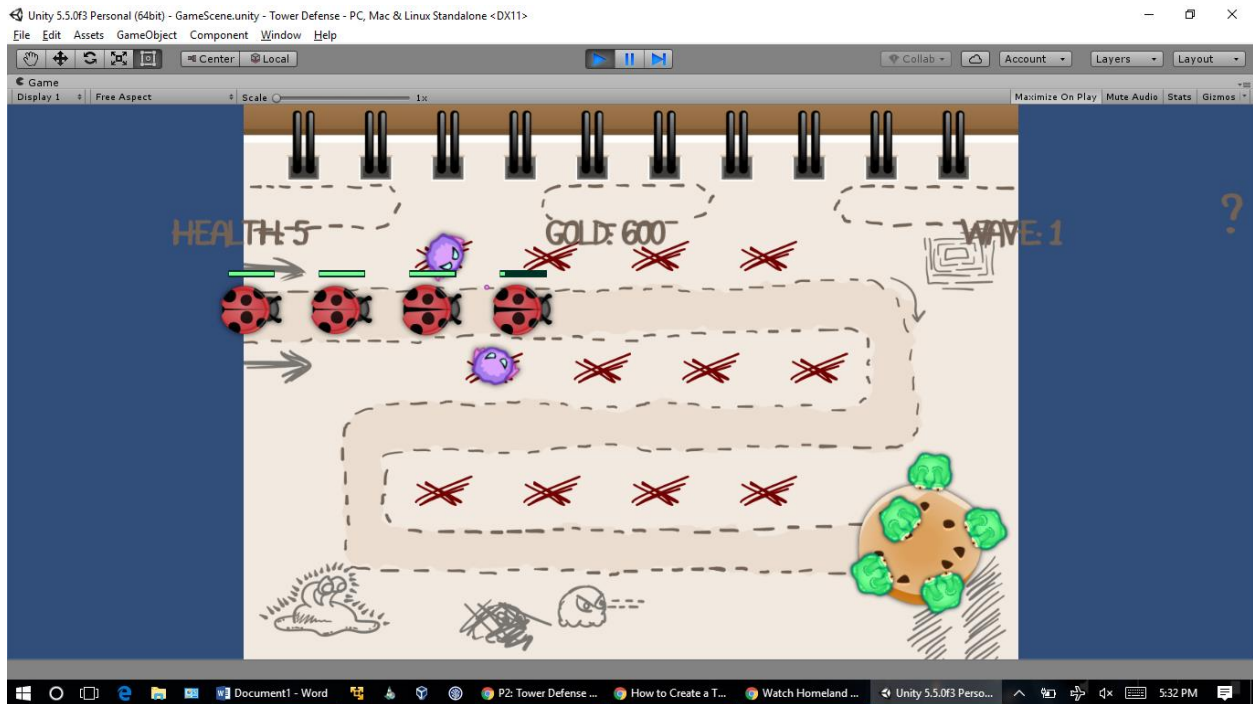 Unity 5.5.0f3 Personal (64bit) - GameScene.unity - Tower Defense - PC, Mac & Linux Standalone <DX11>
File Edit Assets GameObject Component Window Help
Center Local Collab Account Layers Layout
Game
Display 1 Free Aspect Scale 1x Maximize On Play Mute Audio Stats Gizmos
HEALTH: 5 GOLD: 600 WAVE: 1 ?
Document1 - Word P2: Tower Defense ... How to Create a T... Watch Homeland ... Unity 5.5.0f3 Perso... 5:32 PM